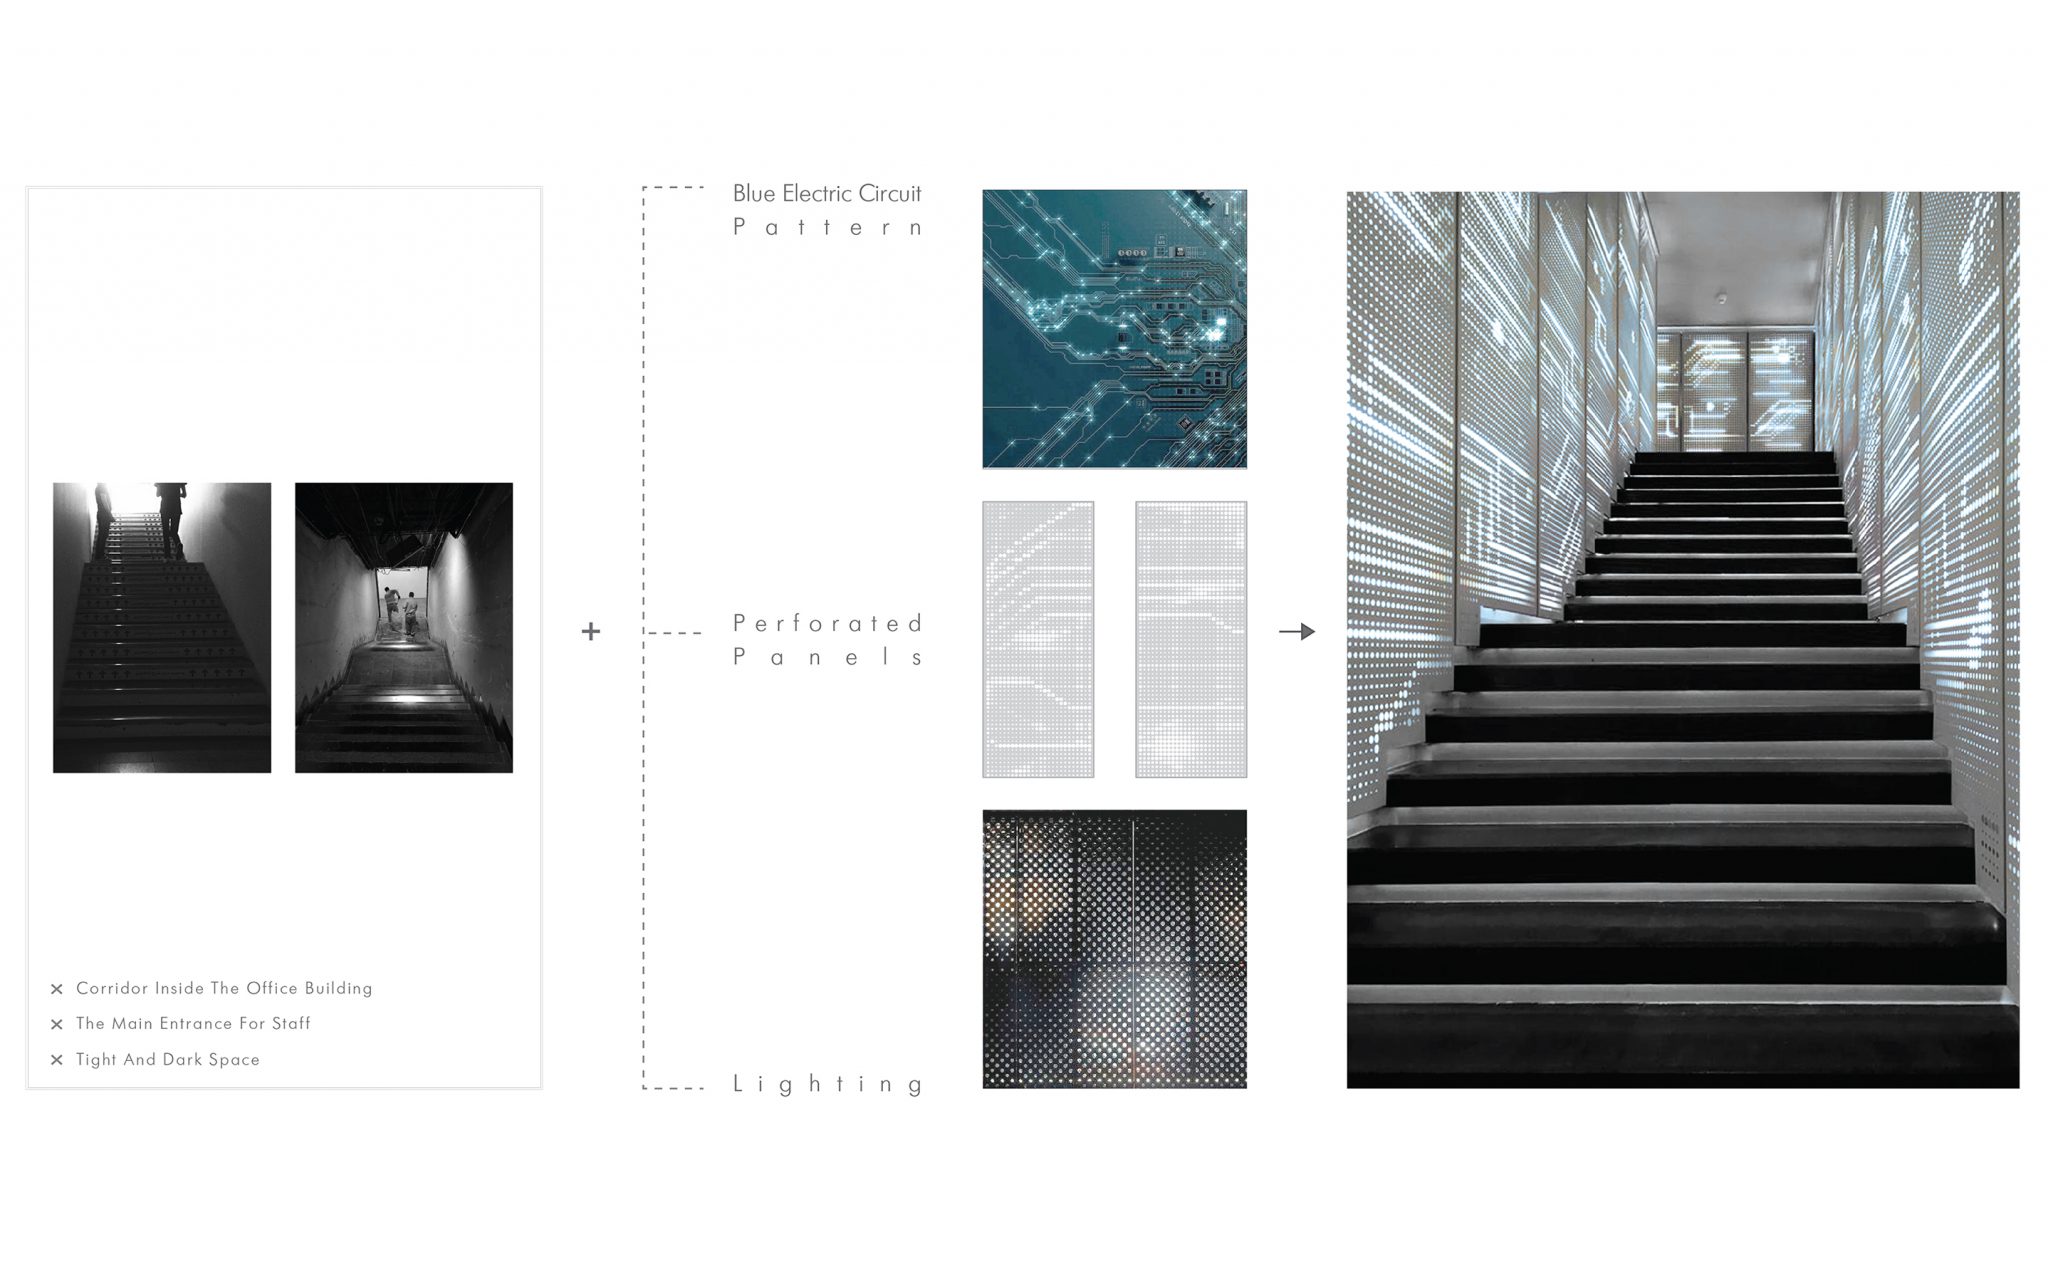 Blue Electric Circuit
Pattern
+
Perforated
Panels
× Corridor Inside The Office Building
× The Main Entrance For Staff
× Tight And Dark Space
Lighting